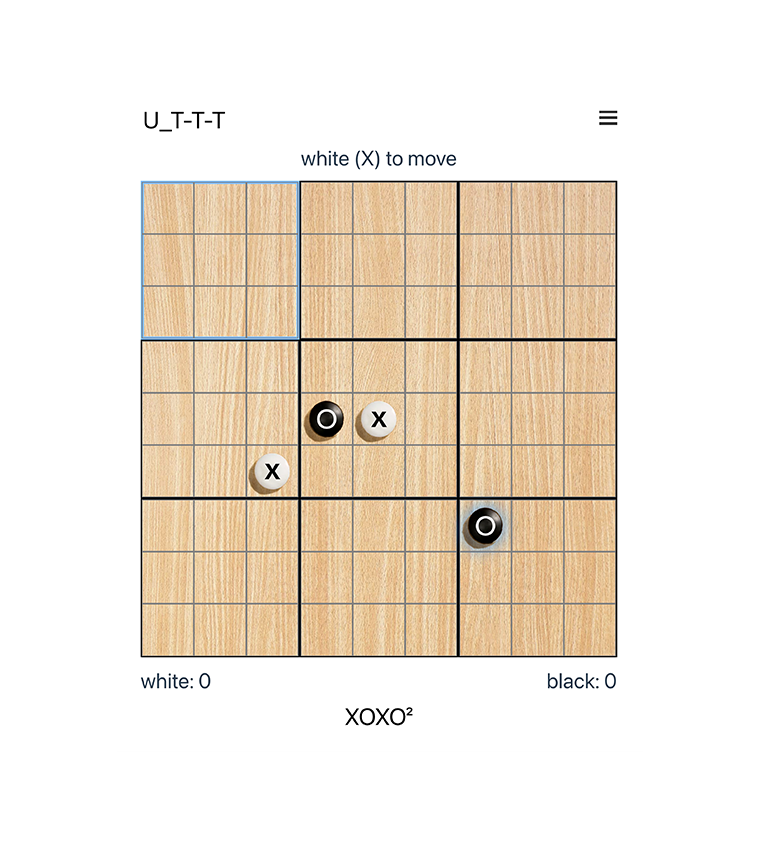 U_T-T-T
white (X) to move
O X
X
O
white: 0 black: 0
XOXO²